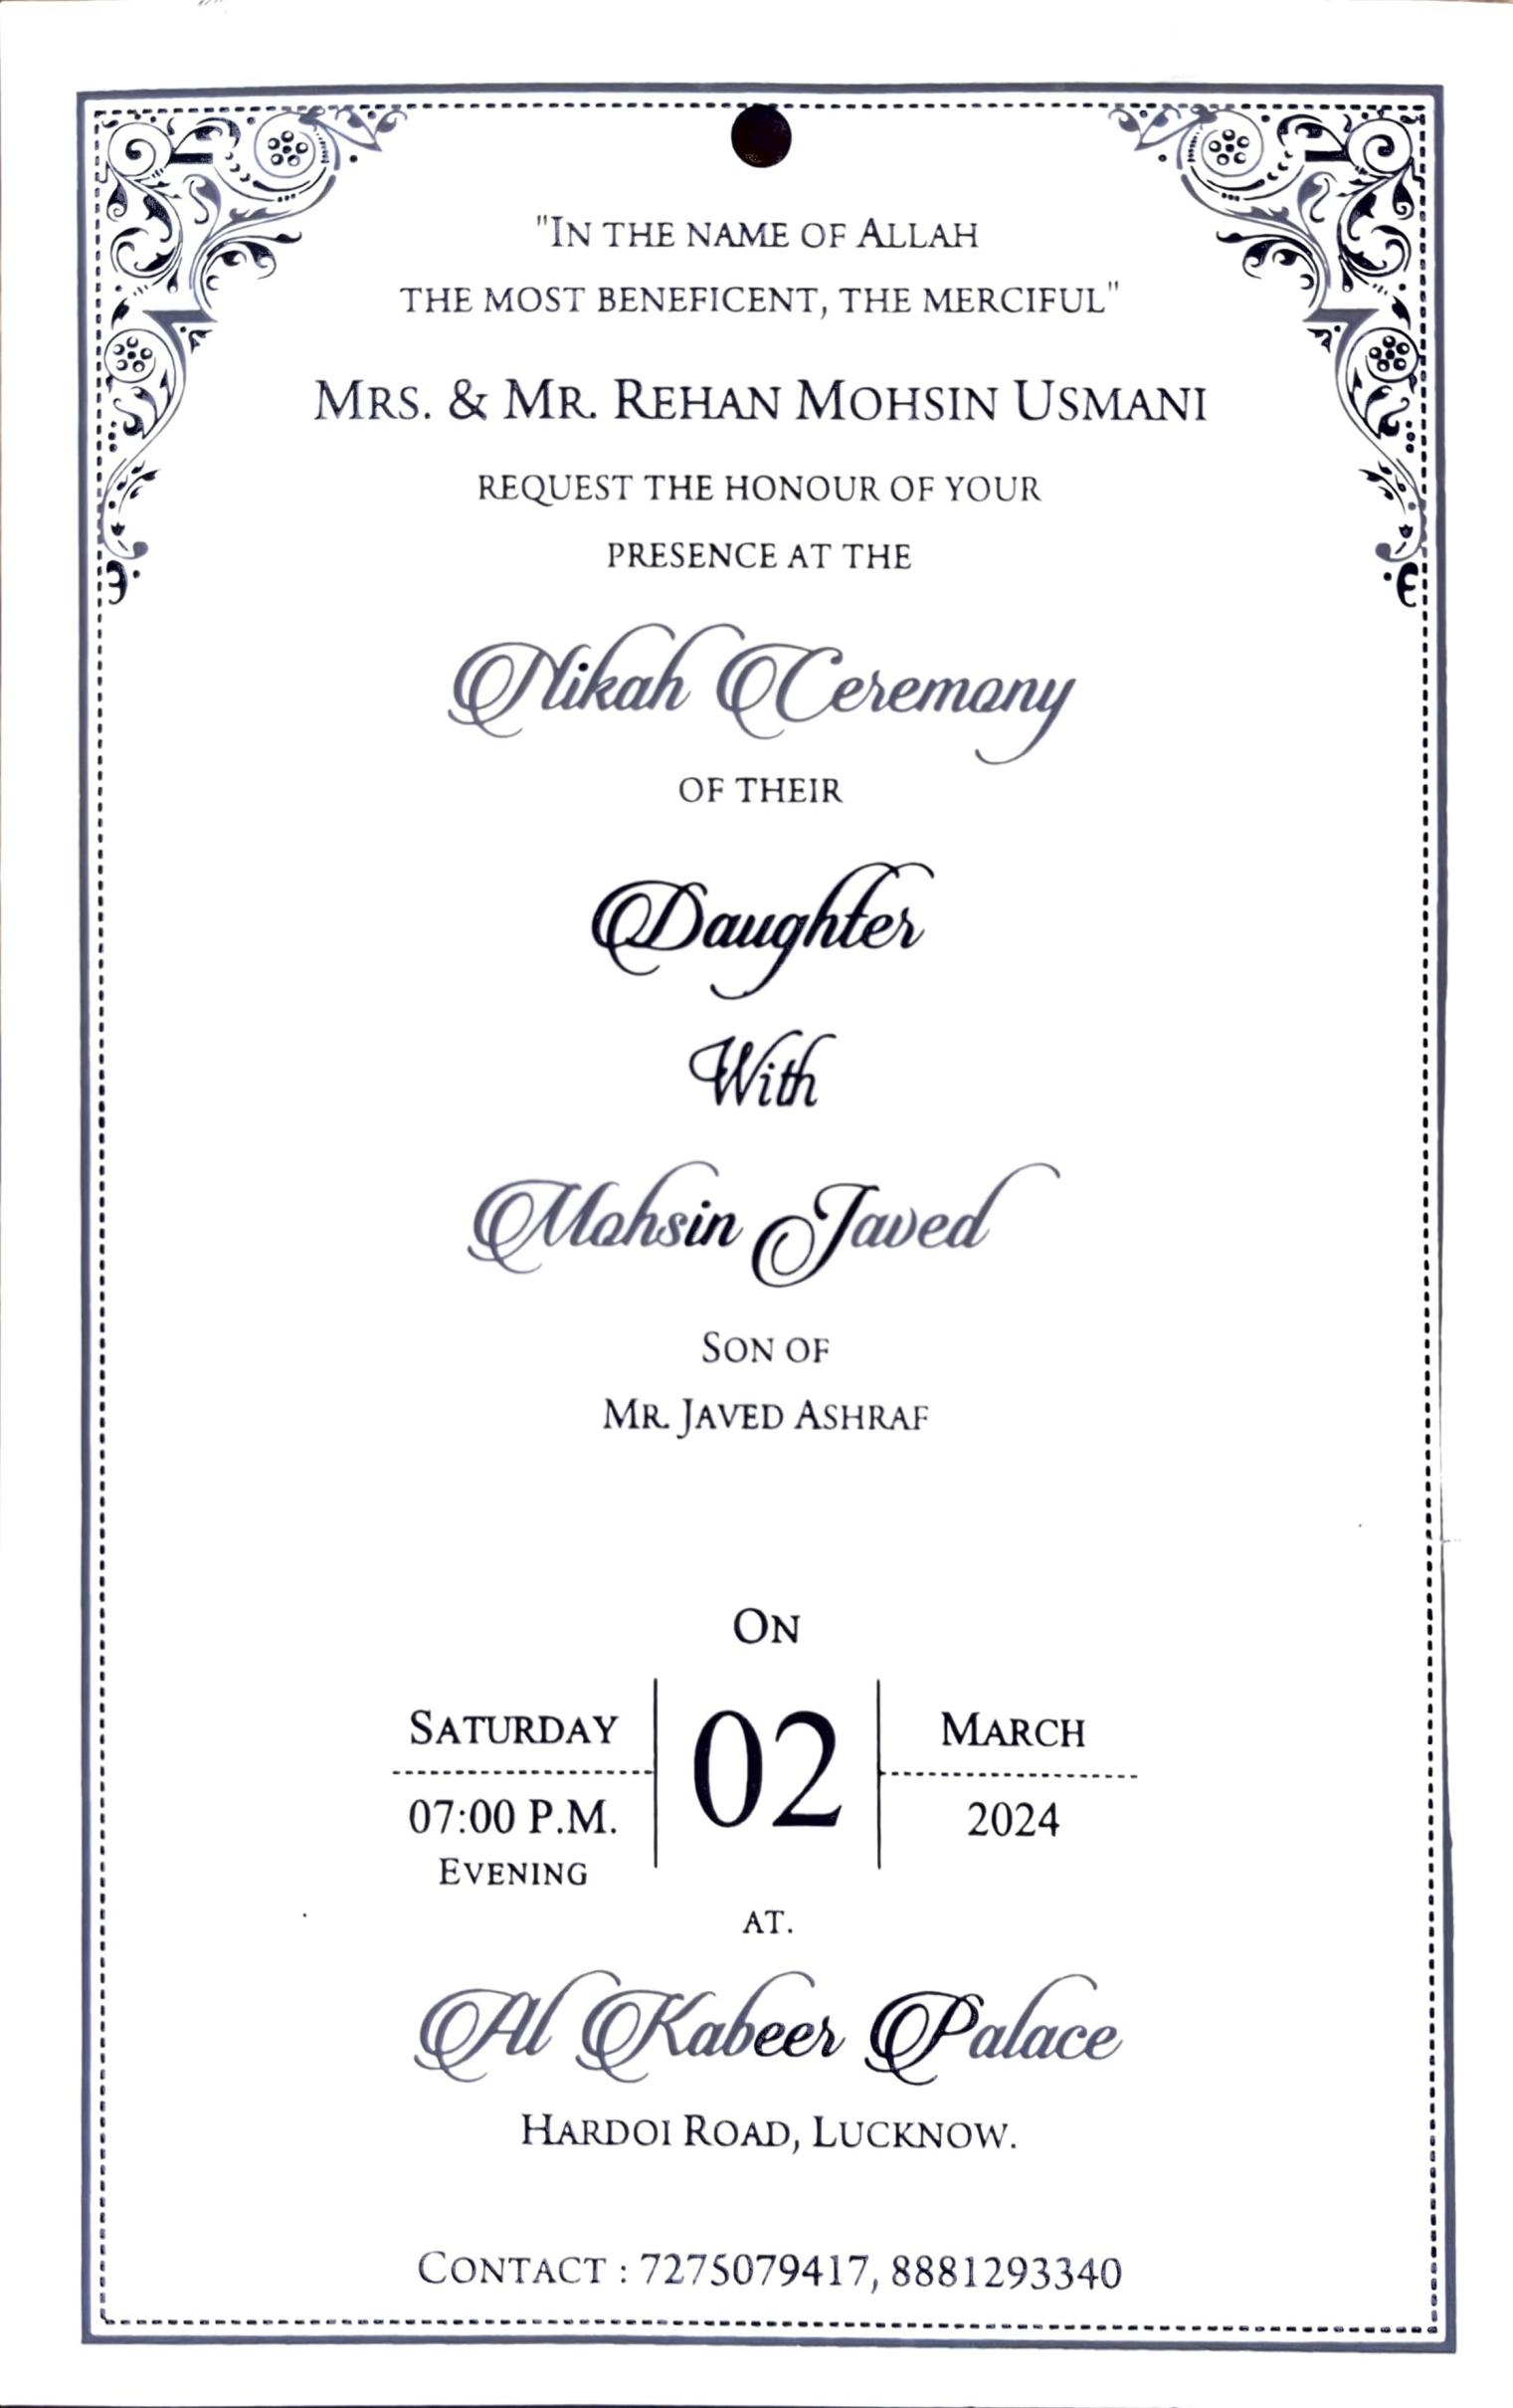 "In the name of Allah
the most beneficent, the merciful"
Mrs. & Mr. Rehan Mohsin Usmani
request the honour of your
presence at the
Nikah Ceremony
of their
Daughter
With
Mohsin Javed
Son of
Mr. Javed Ashraf
On
Saturday
07:00 P.M.
Evening
02
March
2024
at.
Al Kabeer Palace
Hardoi Road, Lucknow.
Contact : 7275079417, 8881293340